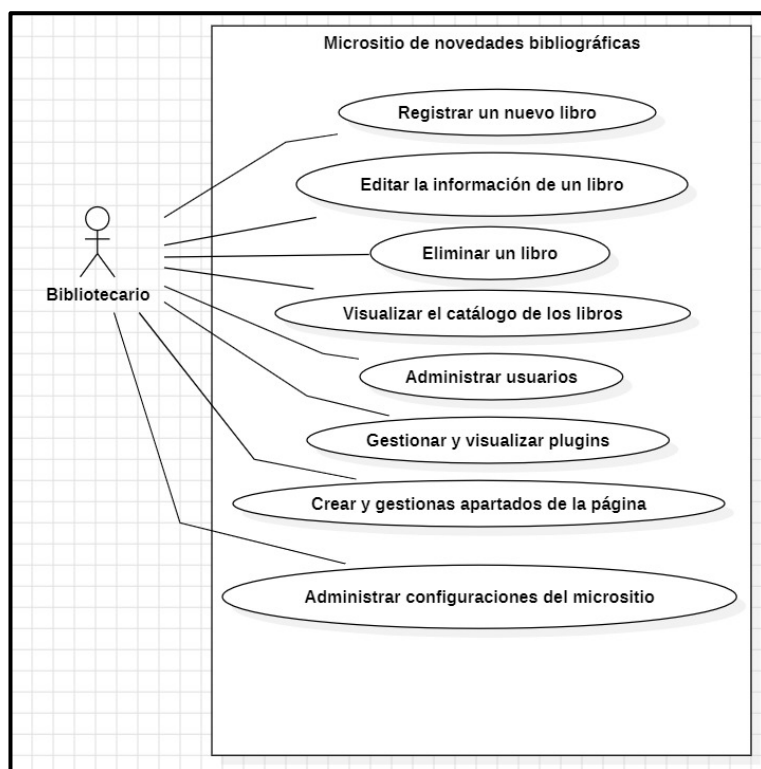 Micrositio de novedades bibliográficas
Registrar un nuevo libro
Editar la información de un libro
Eliminar un libro
Bibliotecario
Visualizar el catálogo de los libros
Administrar usuarios
Gestionar y visualizar plugins
Crear y gestionas apartados de la página
Administrar configuraciones del micrositio